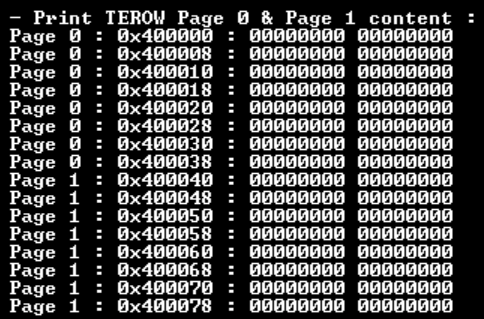 - Print TEROW Page 0 & Page 1 content :
Page 0 : 0x400000 : 00000000 00000000
Page 0 : 0x400008 : 00000000 00000000
Page 0 : 0x400010 : 00000000 00000000
Page 0 : 0x400018 : 00000000 00000000
Page 0 : 0x400020 : 00000000 00000000
Page 0 : 0x400028 : 00000000 00000000
Page 0 : 0x400030 : 00000000 00000000
Page 0 : 0x400038 : 00000000 00000000
Page 1 : 0x400040 : 00000000 00000000
Page 1 : 0x400048 : 00000000 00000000
Page 1 : 0x400050 : 00000000 00000000
Page 1 : 0x400058 : 00000000 00000000
Page 1 : 0x400060 : 00000000 00000000
Page 1 : 0x400068 : 00000000 00000000
Page 1 : 0x400070 : 00000000 00000000
Page 1 : 0x400078 : 00000000 00000000